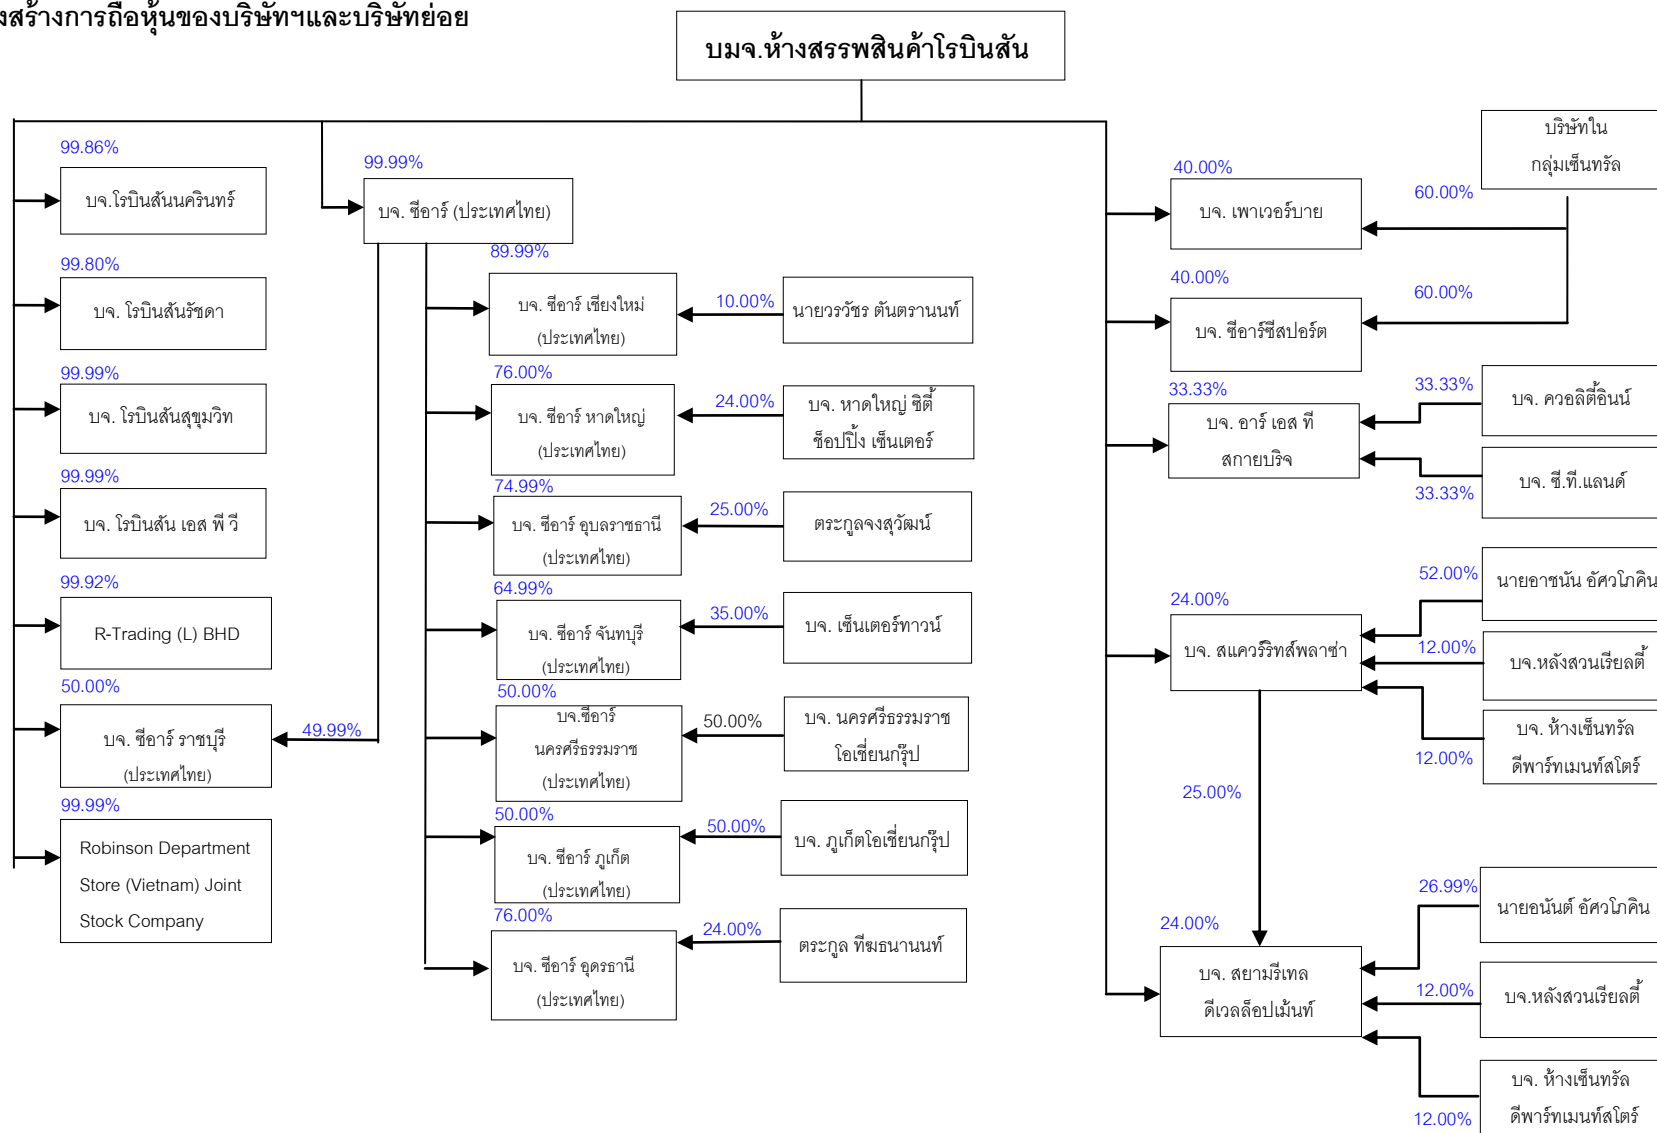 งสร้างการถือหุ้นของบริษัทฯและบริษัทย่อย
บมจ.ห้างสรรพสินค้าโรบินสัน
99.86%
บจ.โรบินสันนครินทร์
99.80%
บจ. โรบินสันรัชดา
99.99%
บจ. โรบินสันสุขุมวิท
99.99%
บจ. โรบินสัน เอส พี วี
99.92%
R-Trading (L) BHD
50.00%
บจ. ซีอาร์ ราชบุรี
(ประเทศไทย)
49.99%
99.99%
Robinson Department
Store (Vietnam) Joint
Stock Company
99.99%
บจ. ซีอาร์ (ประเทศไทย)
89.99%
บจ. ซีอาร์ เชียงใหม่
(ประเทศไทย)
10.00%
นายวรวัชร ตันตรานนท์
76.00%
บจ. ซีอาร์ หาดใหญ่
(ประเทศไทย)
24.00%
บจ. หาดใหญ่ ซิตี้
ช็อปปิ้ง เซ็นเตอร์
74.99%
บจ. ซีอาร์ อุบลราชธานี
(ประเทศไทย)
25.00%
ตระกูลจงสุวัฒน์
64.99%
บจ. ซีอาร์ จันทบุรี
(ประเทศไทย)
35.00%
บจ. เซ็นเตอร์ทาวน์
50.00%
บจ.ซีอาร์
นครศรีธรรมราช
(ประเทศไทย)
50.00%
บจ. นครศรีธรรมราช
โอเชี่ยนกรุ๊ป
50.00%
บจ. ซีอาร์ ภูเก็ต
(ประเทศไทย)
50.00%
บจ. ภูเก็ตโอเชี่ยนกรุ๊ป
76.00%
บจ. ซีอาร์ อุดรธานี
(ประเทศไทย)
24.00%
ตระกูล ทีฆธนานนท์
บริษัทใน
กลุ่มเซ็นทรัล
40.00%
บจ. เพาเวอร์บาย
60.00%
40.00%
บจ. ซีอาร์ซีสปอร์ต
60.00%
33.33%
บจ. อาร์ เอส ที
สกายบริจ
33.33%
บจ. ควอลิตี้อินน์
33.33%
บจ. ซี.ที.แลนด์
24.00%
บจ. สแควร์ริทส์พลาซ่า
52.00%
นายอาชนัน อัศวโภคิน
12.00%
บจ.หลังสวนเรียลตี้
12.00%
บจ. ห้างเซ็นทรัล
ดีพาร์ทเมนท์สโตร์
25.00%
24.00%
บจ. สยามรีเทล
ดีเวลล็อปเม้นท์
26.99%
นายอนันต์ อัศวโภคิน
12.00%
บจ.หลังสวนเรียลตี้
12.00%
บจ. ห้างเซ็นทรัล
ดีพาร์ทเมนท์สโตร์